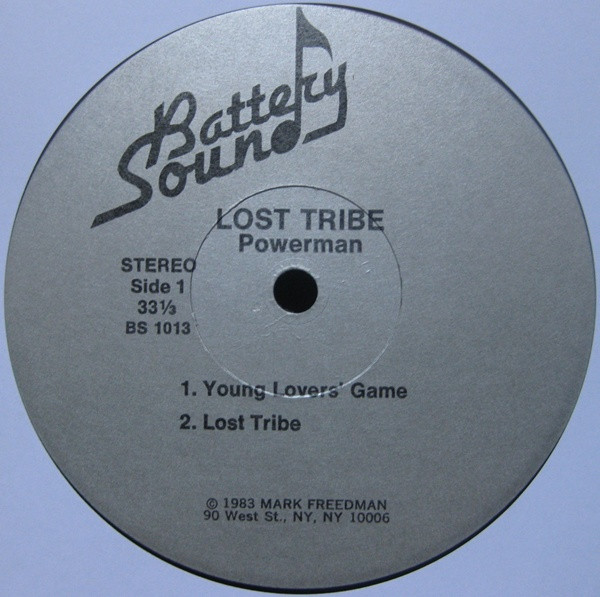 Battery
Sound
LOST TRIBE
Powerman
STEREO
Side 1
33⅓
BS 1013
1. Young Lovers' Game
2. Lost Tribe
© 1983 MARK FREEDMAN
90 West St., NY, NY 10006